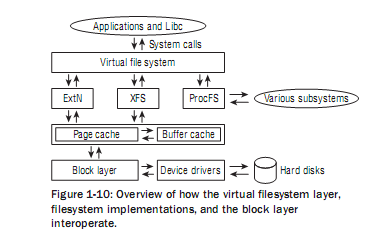 Applications and Libc
System calls
Virtual file system
ExtN XFS ProcFS Various subsystems
Page cache Buffer cache
Block layer Device drivers Hard disks
Figure 1-10: Overview of how the virtual filesystem layer,
filesystem implementations, and the block layer
interoperate.